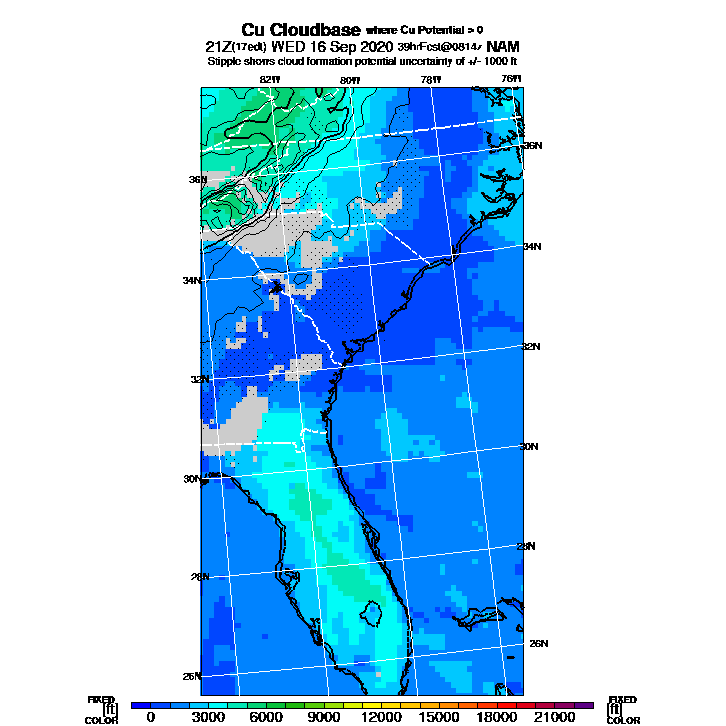 Cu Cloudbase where Cu Potential > 0
21Z(17edt) WED 16 Sep 2020 39hrFcst@0814z NAM
Stipple shows cloud formation potential uncertainty of +/- 1000 ft
82W 80W 78W 76W
36N 36N
34N 34N
32N 32N
30N 30N
28N 28N
26N 26N
FIXED FIXED
[ft] [ft]
COLOR COLOR
0 3000 6000 9000 12000 15000 18000 21000